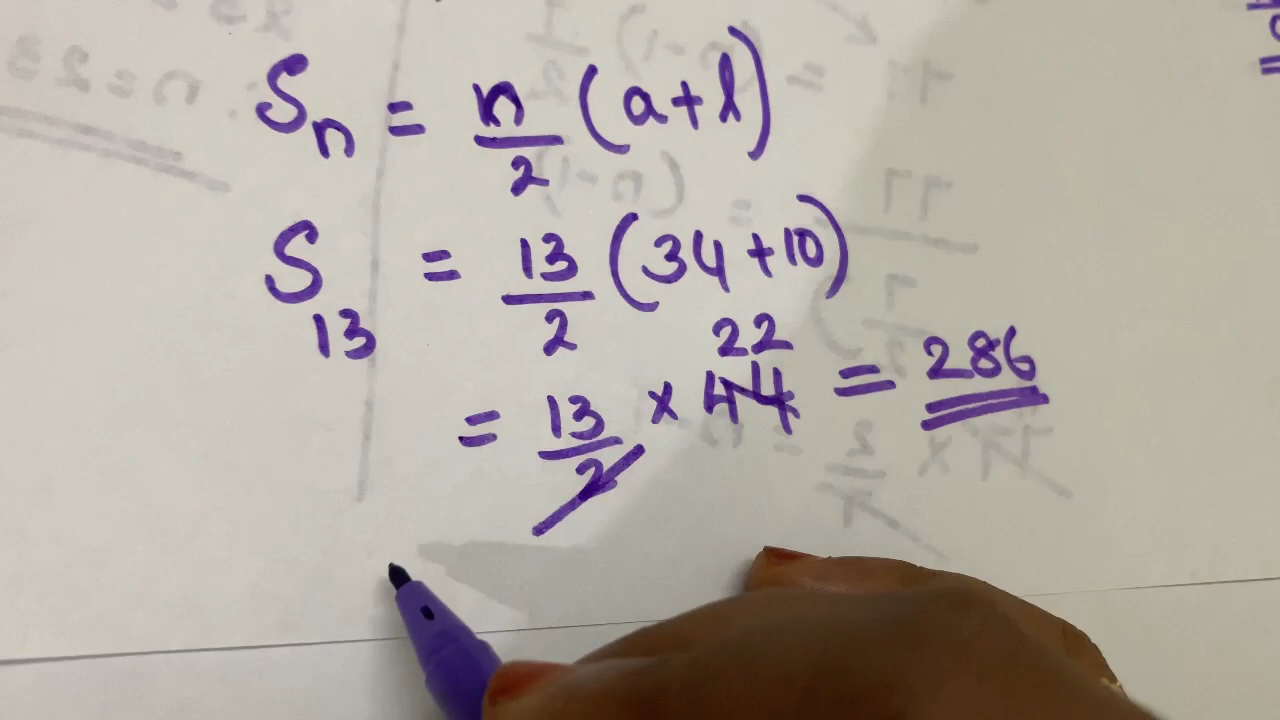 Sn = n/2 (a+l)
S13 = 13/2 (34+10)
= 13/2 × 44 22 = 286